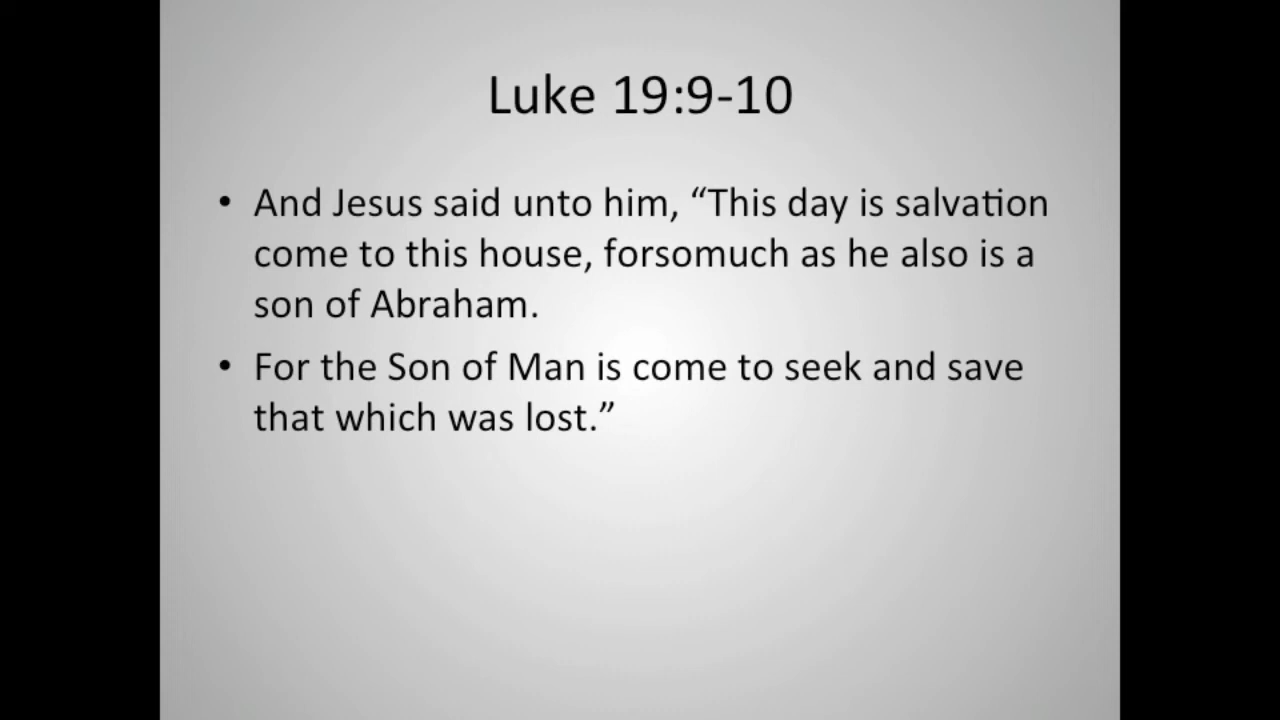 Luke 19:9-10
• And Jesus said unto him, “This day is salvation
come to this house, forsomuch as he also is a
son of Abraham.
• For the Son of Man is come to seek and save
that which was lost.”